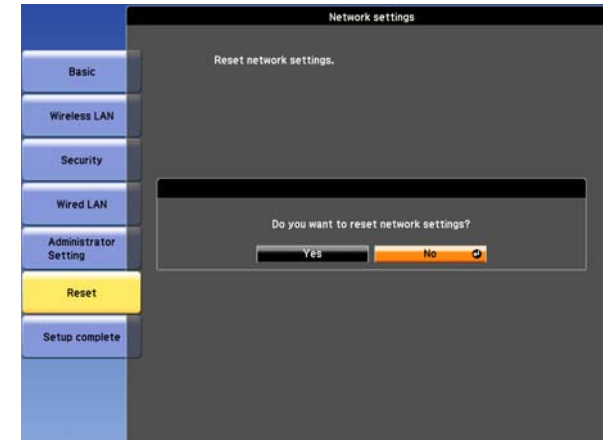 Network settings
Reset network settings.
Basic
Wireless LAN
Security
Wired LAN
Administrator
Setting
Reset
Setup complete
Do you want to reset network settings?
Yes
No